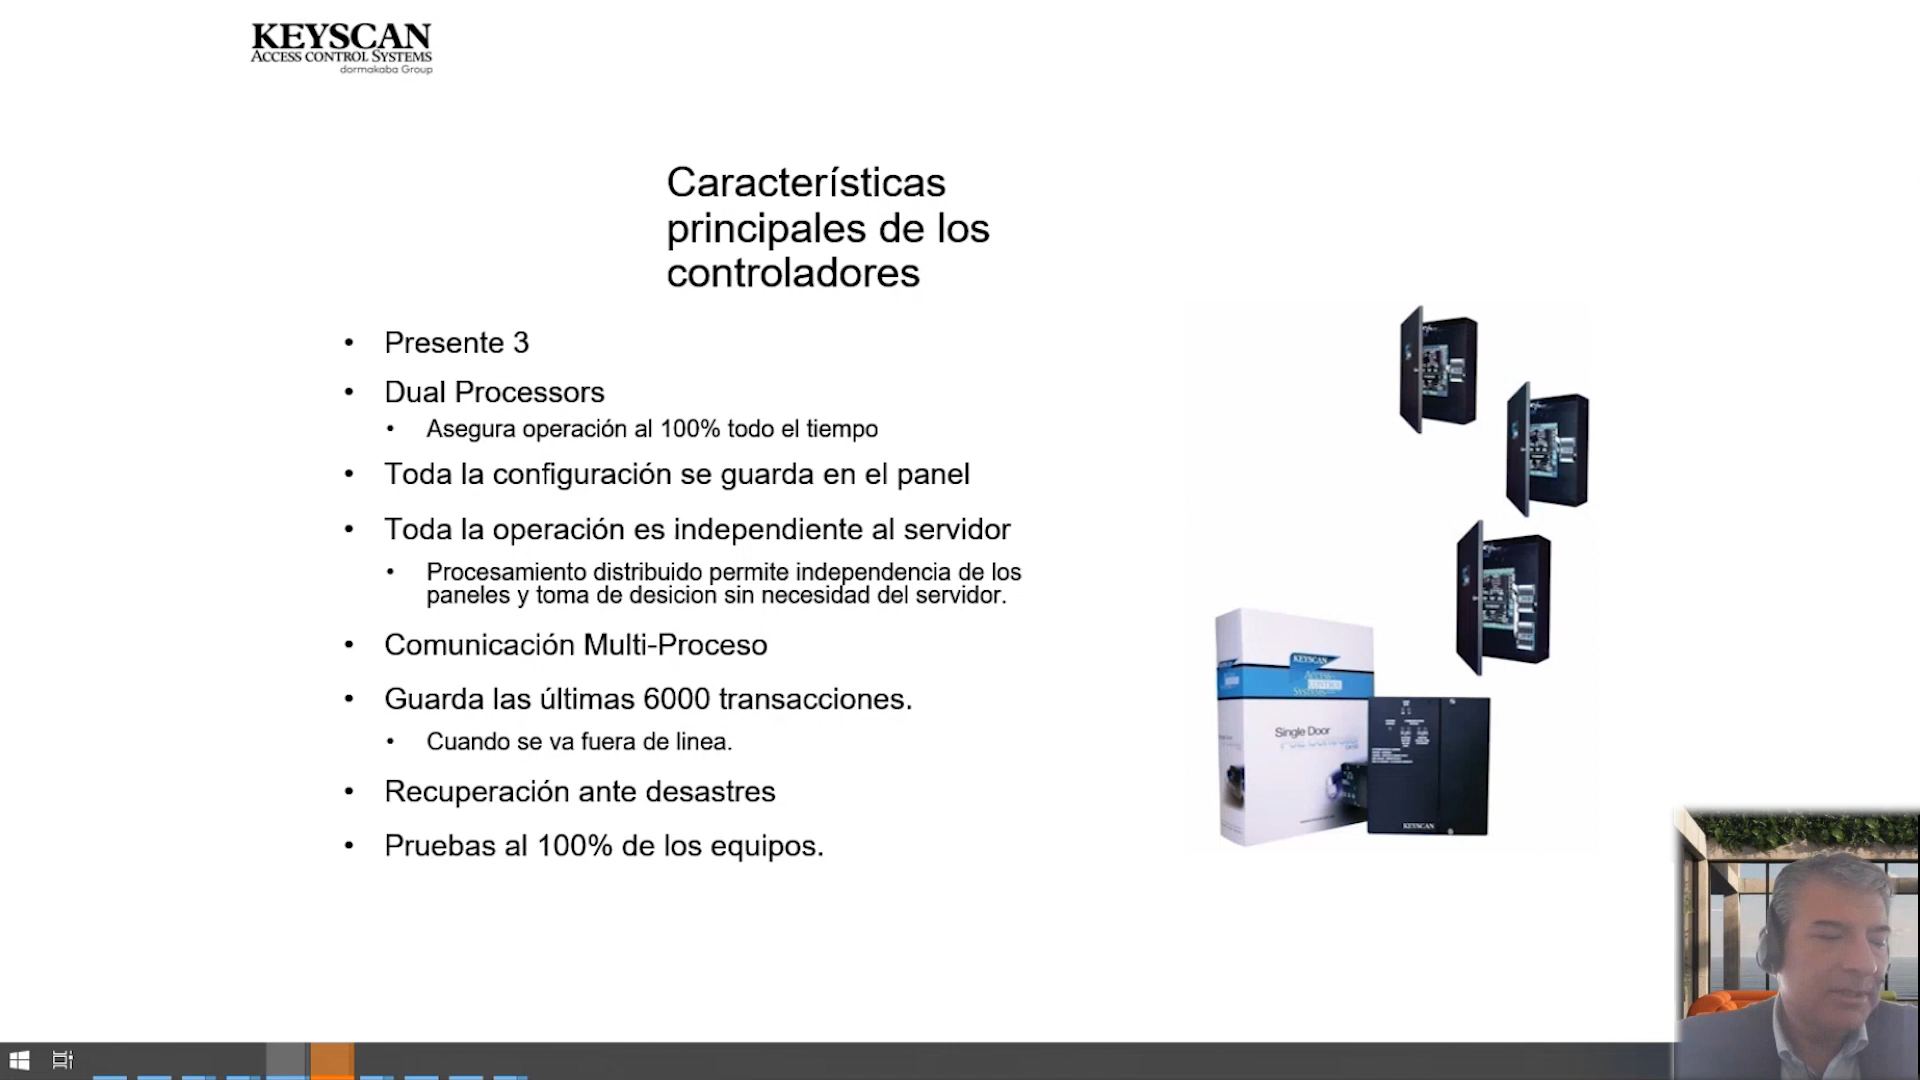 KEYSCAN
ACCESS CONTROL SYSTEMS
dormakaba Group
Características
principales de los
controladores
• Presente 3
• Dual Processors
• Asegura operación al 100% todo el tiempo
• Toda la configuración se guarda en el panel
• Toda la operación es independiente al servidor
• Procesamiento distribuido permite independencia de los
paneles y toma de desicion sin necesidad del servidor.
• Comunicación Multi-Proceso
• Guarda las últimas 6000 transacciones.
• Cuando se va fuera de linea.
• Recuperación ante desastres
• Pruebas al 100% de los equipos.
KEYSCAN
ACCESS
CONTROL
SYSTEMS
Single Door
KEYSCAN